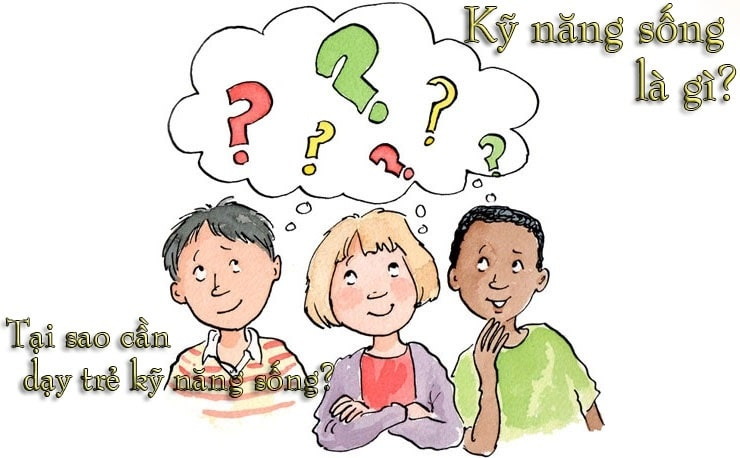 Kỹ năng sống
là gì?
Tại sao cần
dạy trẻ kỹ năng sống?